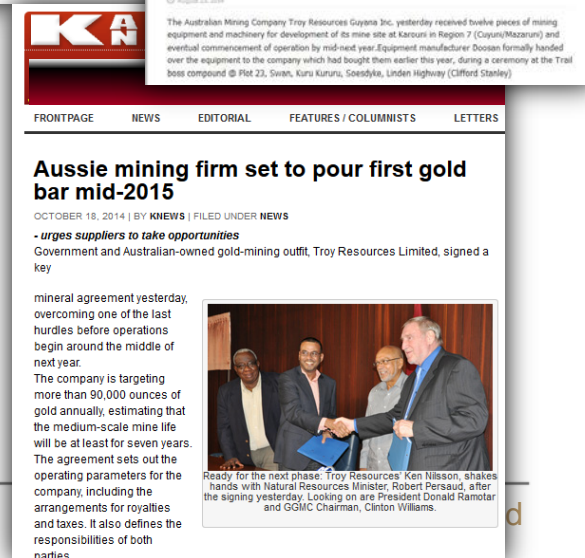 August 23, 2014
The Australian Mining Company Troy Resources Guyana Inc. yesterday received twelve pieces of mining
equipment and machinery for development of its mine site at Karouni in Region 7 (Cuyuni/Mazaruni) and
eventual commencement of operation by mid-next year.Equipment manufacturer Doosan formally handed
over the equipment to the company which had bought them earlier this year, during a ceremony at the Trail
boss compound @ Plot 23, Swan, Kuru Kururu, Soesdyke, Linden Highway (Clifford Stanley)
KA
N
FRONTPAGE NEWS EDITORIAL FEATURES / COLUMNISTS LETTERS
Aussie mining firm set to pour first gold
bar mid-2015
OCTOBER 18, 2014 | BY KNEWS | FILED UNDER NEWS
- urges suppliers to take opportunities
Government and Australian-owned gold-mining outfit, Troy Resources Limited, signed a
key
mineral agreement yesterday,
overcoming one of the last
hurdles before operations
begin around the middle of
next year.
The company is targeting
more than 90,000 ounces of
gold annually, estimating that
the medium-scale mine life
will be at least for seven years.
The agreement sets out the
operating parameters for the
company, including the
arrangements for royalties
and taxes. It also defines the
responsibilities of both
parties
Ready for the next phase: Troy Resources' Ken Nilsson, shakes
hands with Natural Resources Minister, Robert Persaud, after
the signing yesterday. Looking on are President Donald Ramotar
and GGMC Chairman, Clinton Williams.
d